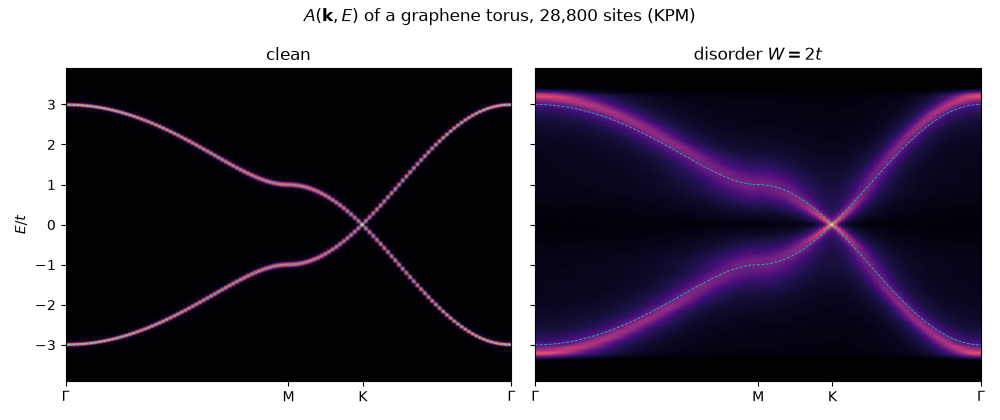 A(k, E) of a graphene torus, 28,800 sites (KPM)
clean
disorder W = 2t
E/t
3
2
1
0
−1
−2
−3
Γ M K Γ
Γ M K Γ